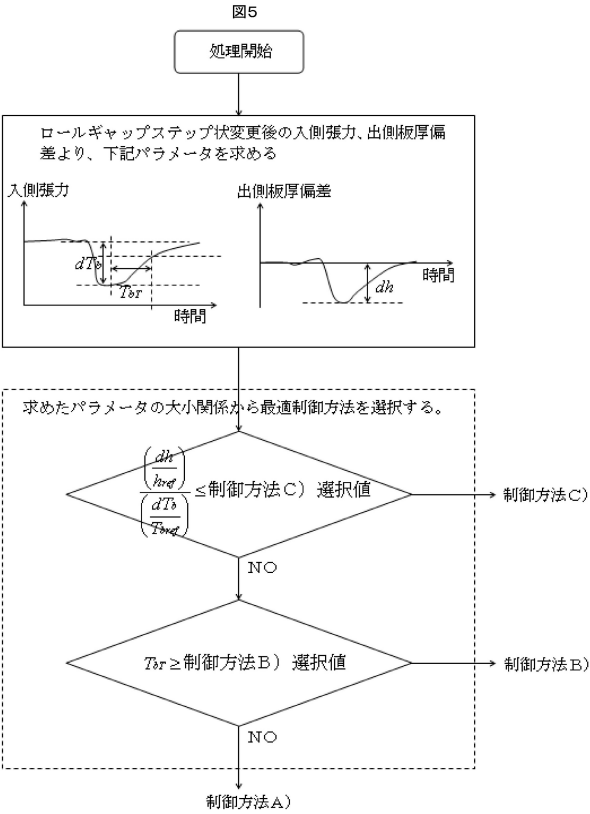 図5
処理開始
ロールギャップステップ状変更後の入側張力、出側板厚偏
差より、下記パラメータを求める
入側張力
出側板厚偏差
dTb
Tbr
時間
dh
時間
求めたパラメータの大小関係から最適制御方法を選択する。
(dh/href)/(dTb/Tbref) ≤制御方法C）選択値
制御方法C）
NO
Tbr≥制御方法B）選択値
制御方法B）
NO
制御方法A）